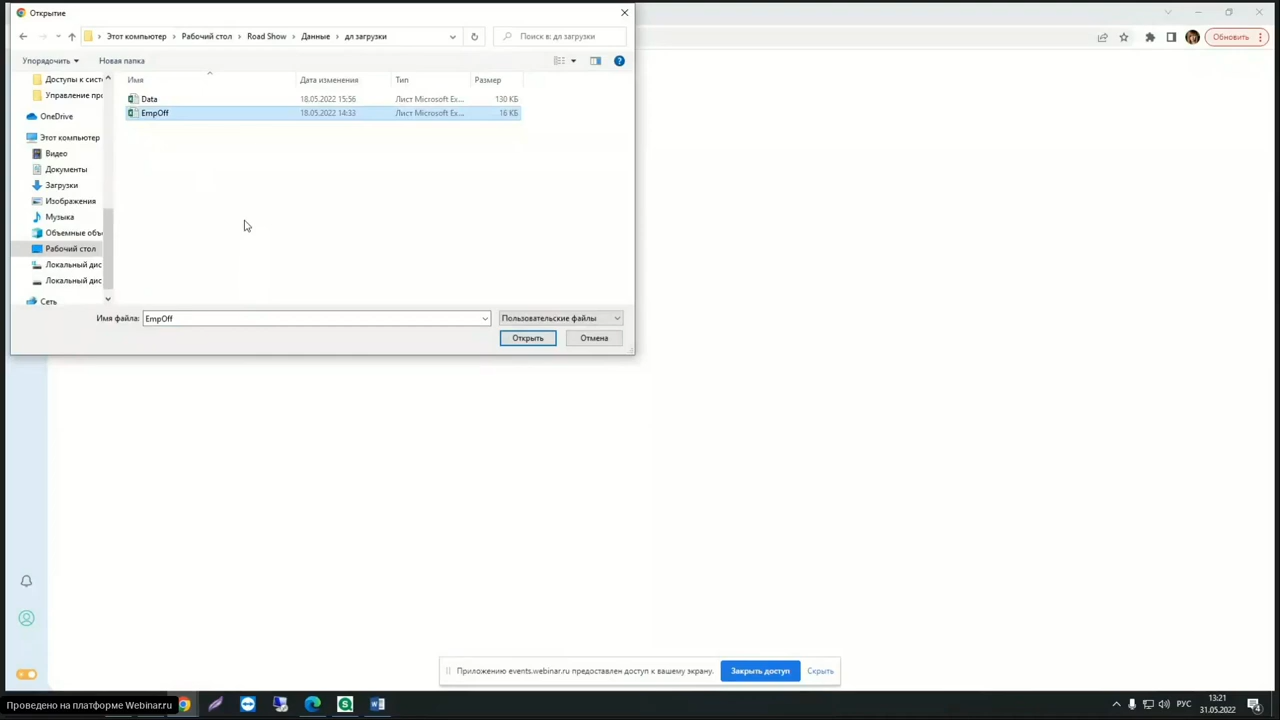 Открытие
Этот компьютер > Рабочий стол > Road Show > Данные > дл загрузки
Поиск в: дл загрузки
Обновить
Упорядочить
Новая папка
Имя
Дата изменения
Тип
Размер
Доступы к систе
Управление про
OneDrive
Этот компьютер
Видео
Документы
Загрузки
Изображения
Музыка
Объемные объ
Рабочий стол
Локальный дис
Локальный дис
Сеть
Data 18.05.2022 15:56 Лист Microsoft Ex... 130 КБ
EmpOff 18.05.2022 14:33 Лист Microsoft Ex... 16 КБ
Имя файла: EmpOff
Пользовательские файлы
Открыть
Отмена
Приложению events.webinar.ru предоставлен доступ к вашему экрану.
Закрыть доступ
Скрыть
Проведено на платформе Webinar.ru
РУС
13:21
31.05.2022
4